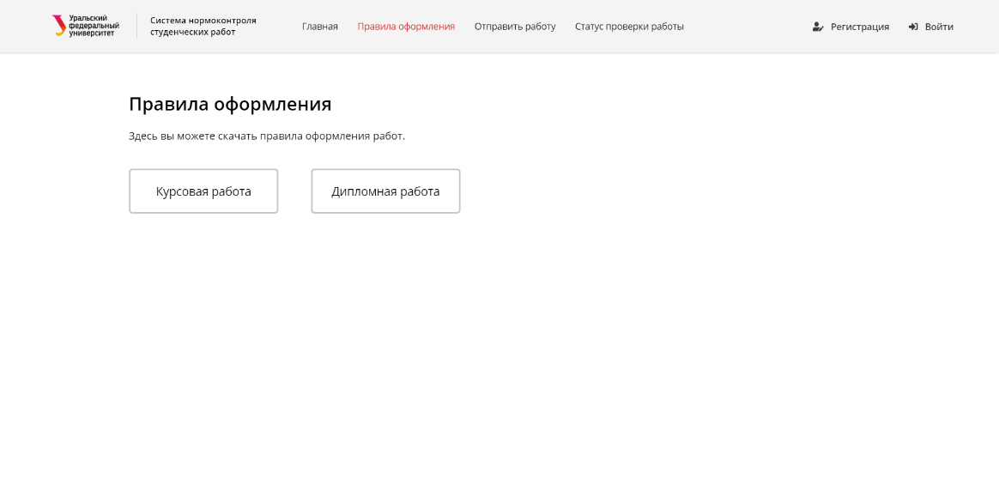 Уральский
федеральный
университет
Система нормоконтроля
студенческих работ
Главная
Правила оформления
Отправить работу
Статус проверки работы
Регистрация
Войти
Правила оформления
Здесь вы можете скачать правила оформления работ.
Курсовая работа
Дипломная работа